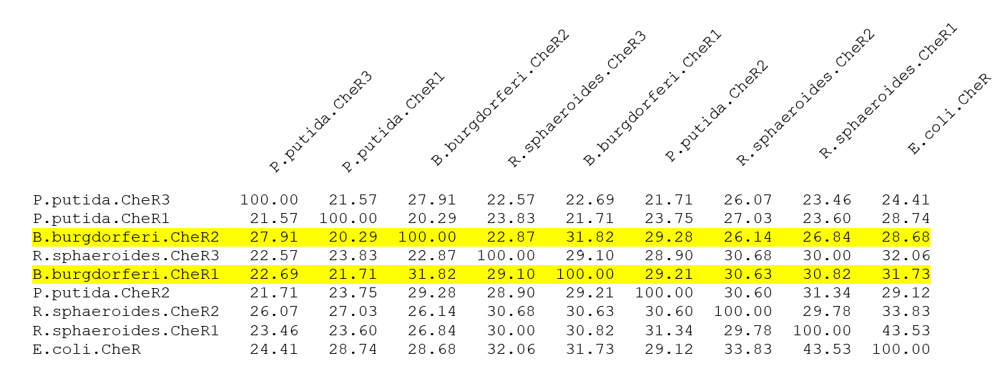 P.putida.CheR3
P.putida.CheR1
B.burgdorferi.CheR2
R.sphaeroides.CheR3
B.burgdorferi.CheR1
P.putida.CheR2
R.sphaeroides.CheR2
R.sphaeroides.CheR1
E.coli.CheR
P.putida.CheR3 100.00 21.57 27.91 22.57 22.69 21.71 26.07 23.46 24.41
P.putida.CheR1 21.57 100.00 20.29 23.83 21.71 23.75 27.03 23.60 28.74
B.burgdorferi.CheR2 27.91 20.29 100.00 22.87 31.82 29.28 26.14 26.84 28.68
R.sphaeroides.CheR3 22.57 23.83 22.87 100.00 29.10 28.90 30.68 30.00 32.06
B.burgdorferi.CheR1 22.69 21.71 31.82 29.10 100.00 29.21 30.63 30.82 31.73
P.putida.CheR2 21.71 23.75 29.28 28.90 29.21 100.00 30.60 31.34 29.12
R.sphaeroides.CheR2 26.07 27.03 26.14 30.68 30.63 30.60 100.00 29.78 33.83
R.sphaeroides.CheR1 23.46 23.60 26.84 30.00 30.82 31.34 29.78 100.00 43.53
E.coli.CheR 24.41 28.74 28.68 32.06 31.73 29.12 33.83 43.53 100.00